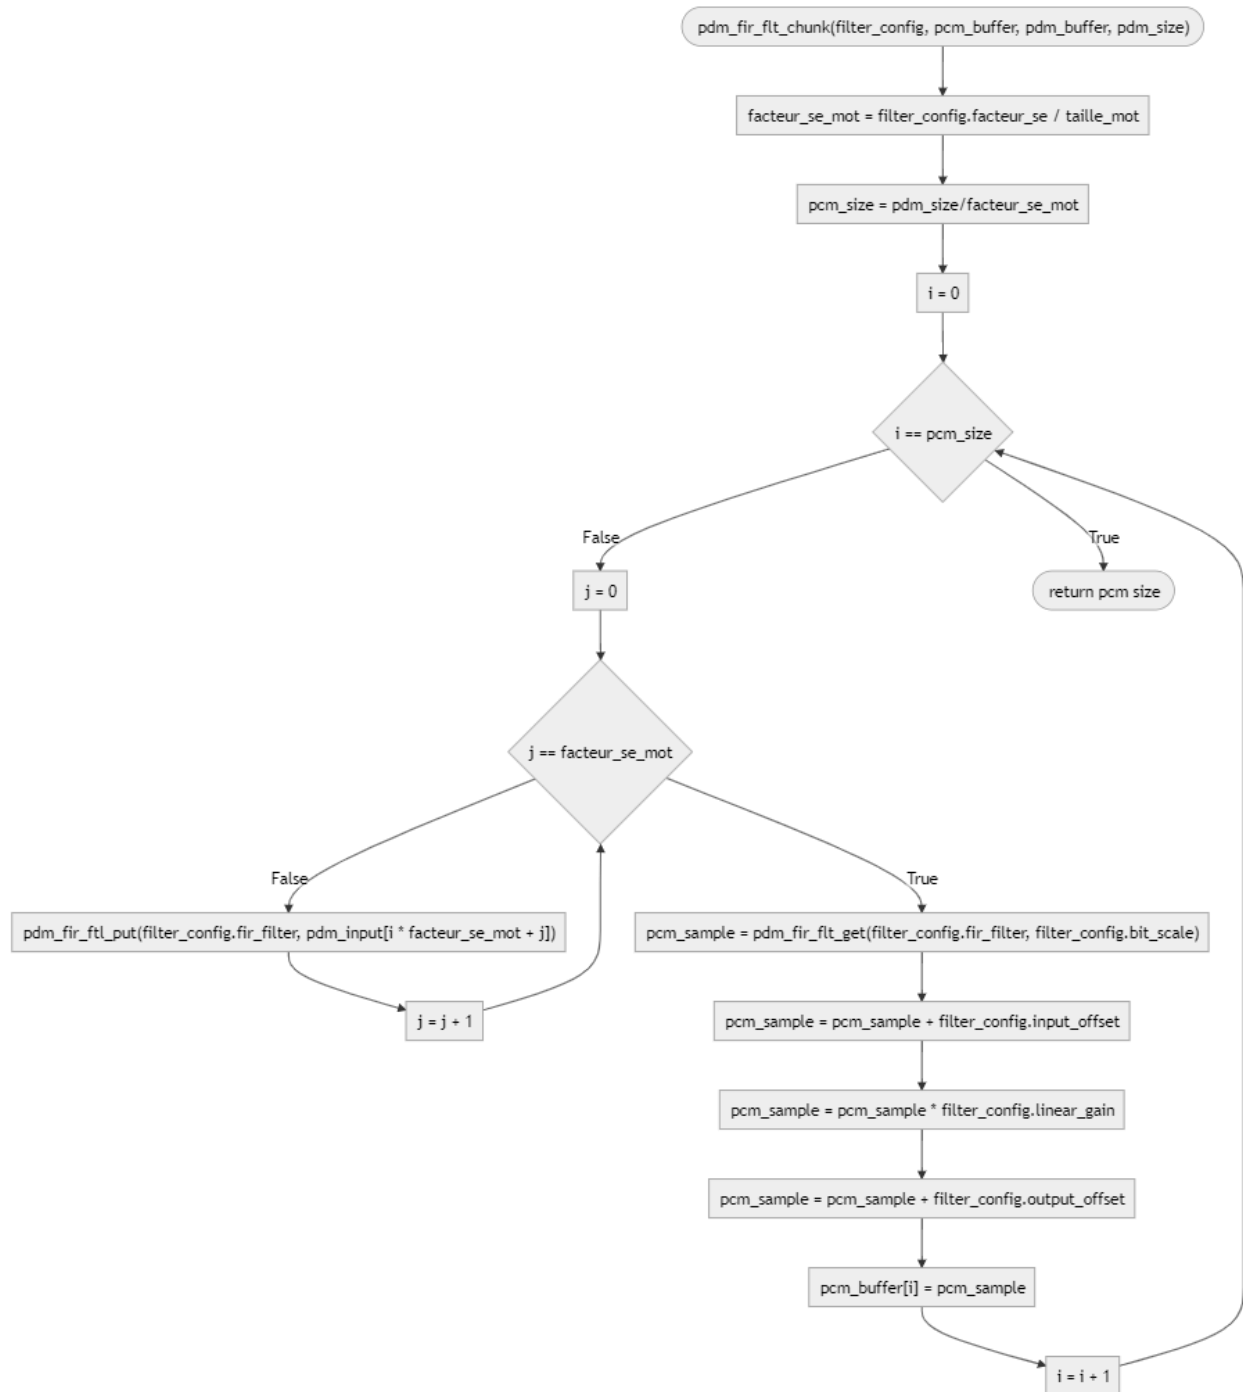 pdm_fir_flt_chunk(filter_config, pcm_buffer, pdm_buffer, pdm_size)
facteur_se_mot = filter_config.facteur_se / taille_mot
pcm_size = pdm_size/facteur_se_mot
i = 0
i == pcm_size
False
True
j = 0
return pcm size
j == facteur_se_mot
False
True
pdm_fir_ftl_put(filter_config.fir_filter, pdm_input[i * facteur_se_mot + j])
pcm_sample = pdm_fir_flt_get(filter_config.fir_filter, filter_config.bit_scale)
j = j + 1
pcm_sample = pcm_sample + filter_config.input_offset
pcm_sample = pcm_sample * filter_config.linear_gain
pcm_sample = pcm_sample + filter_config.output_offset
pcm_buffer[i] = pcm_sample
i = i + 1